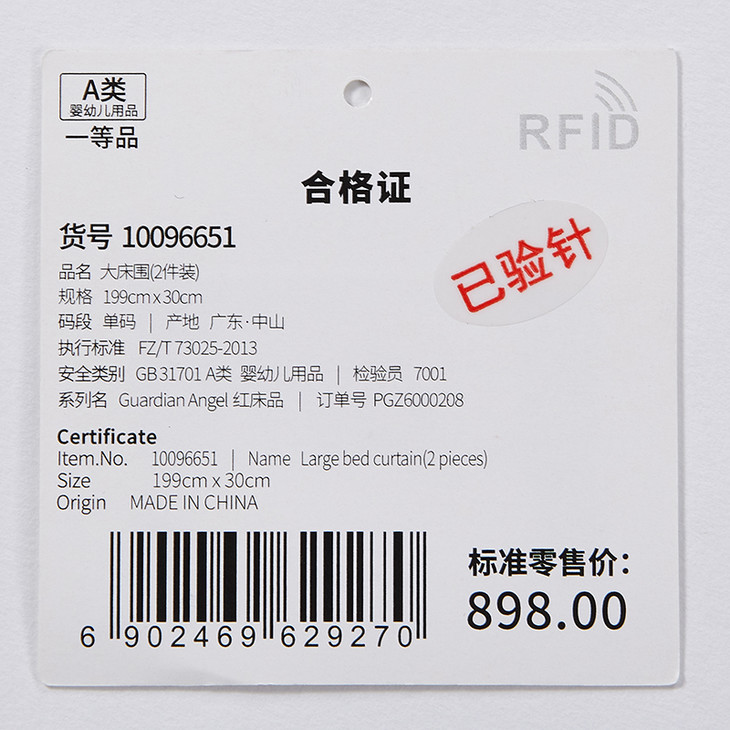 A类
婴幼儿用品
一等品
RFID
合格证
已验针
货号 10096651
品名 大床围(2件装)
规格 199cm x 30cm
码段 单码 | 产地 广东·中山
执行标准 FZ/T 73025-2013
安全类别 GB 31701 A类 婴幼儿用品 | 检验员 7001
系列名 Guardian Angel 红床品 | 订单号 PGZ6000208
Certificate
Item.No. 10096651 | Name Large bed curtain(2 pieces)
Size 199cm x 30cm
Origin MADE IN CHINA
6 902469 629270
标准零售价：
898.00